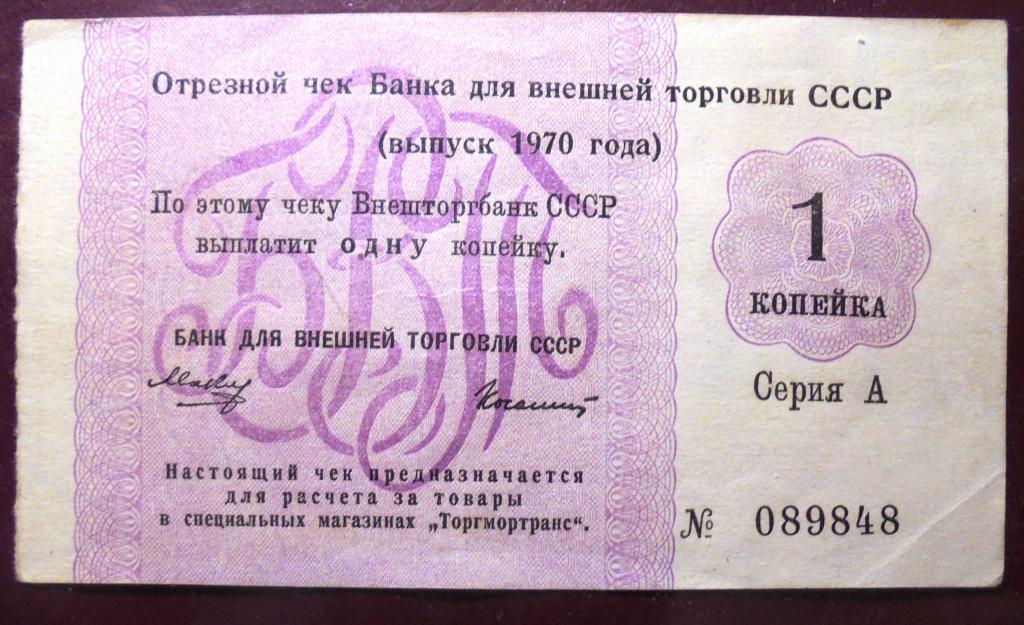 Отрезной чек Банка для внешней торговли СССР
(выпуск 1970 года)
По этому чеку Внешторгбанк СССР
выплатит одну копейку.
1
КОПЕЙКА
БАНК ДЛЯ ВНЕШНЕЙ ТОРГОВЛИ СССР
Серия А
Настоящий чек предназначается
для расчета за товары
в специальных магазинах „Торгмортранс“.
№ 089848